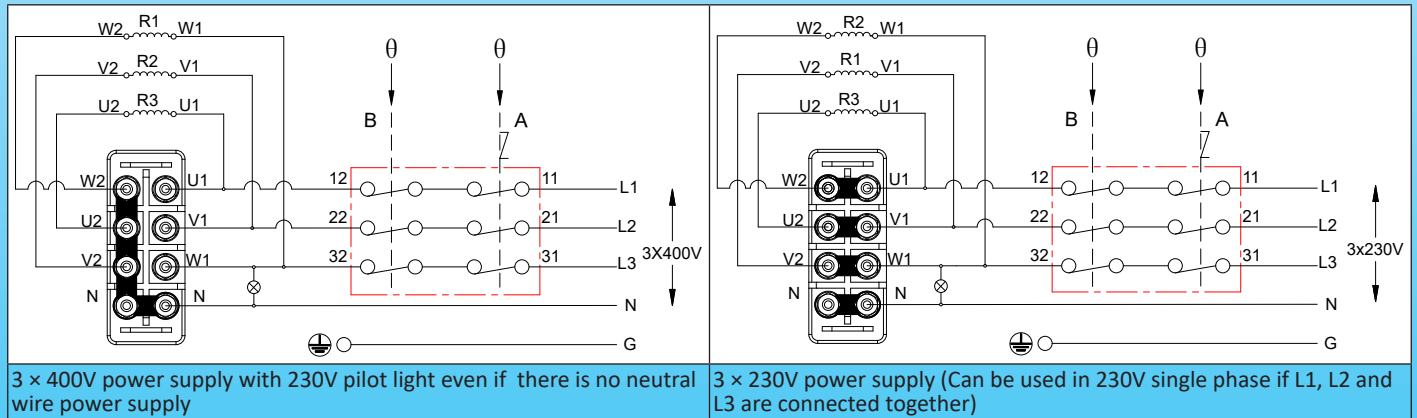 W2 R1 W1
V2 R2 V1
U2 R3 U1
θ θ
B A
W2 U1 12 11 L1
U2 V1 22 21 L2
3X400V
V2 W1 32 31 L3
N N N
G
3 × 400V power supply with 230V pilot light even if there is no neutral
wire power supply
W2 R2 W1
V2 R1 V1
U2 R3 U1
θ θ
B A
W2 U1 12 11 L1
U2 V1 22 21 L2
3x230V
V2 W1 32 31 L3
N N N
G
3 × 230V power supply (Can be used in 230V single phase if L1, L2 and
L3 are connected together)